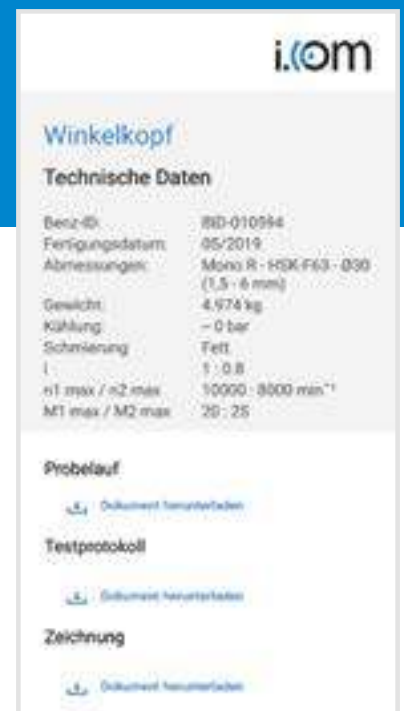 i.com
Winkelkopf
Technische Daten
Benz-ID: BID-010594
Fertigungsdatum: 05/2019
Abmessungen: Mono R - HSK-F63 - Ø30
(1,5 - 6 mm)
Gewicht: 4.974 kg
Kühlung: – 0 bar
Schmierung Fett
i 1 : 0.8
n1 max / n2 max 10000 : 8000 min⁻¹
M1 max / M2 max 20 : 25
Probelauf
Dokument herunterladen
Testprotokoll
Dokument herunterladen
Zeichnung
Dokument herunterladen